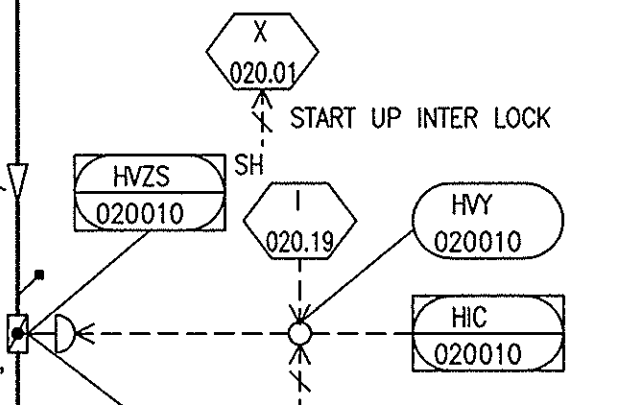 X
020.01
START UP INTER LOCK
HVZS
020010
SH
I
020.19
HVY
020010
HIC
020010